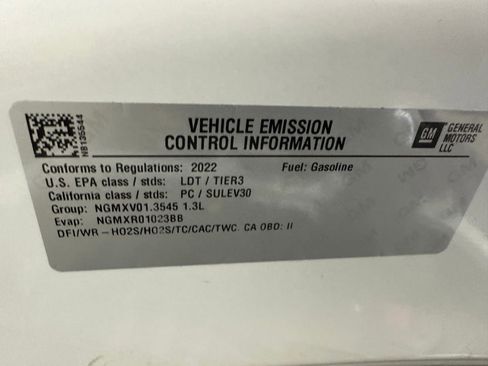 VEHICLE EMISSION
CONTROL INFORMATION
GM GENERAL
MOTORS
LLC
NB135544
Conforms to Regulations: 2022 Fuel: Gasoline
U.S. EPA class / stds: LDT / TIER3
California class / stds: PC / SULEV30
Group: NGMXV01.3545 1.3L
Evap: NGMXR0102388
DFI/WR-HO2S/HO2S/TC/CAC/TWC. CA OBD: II